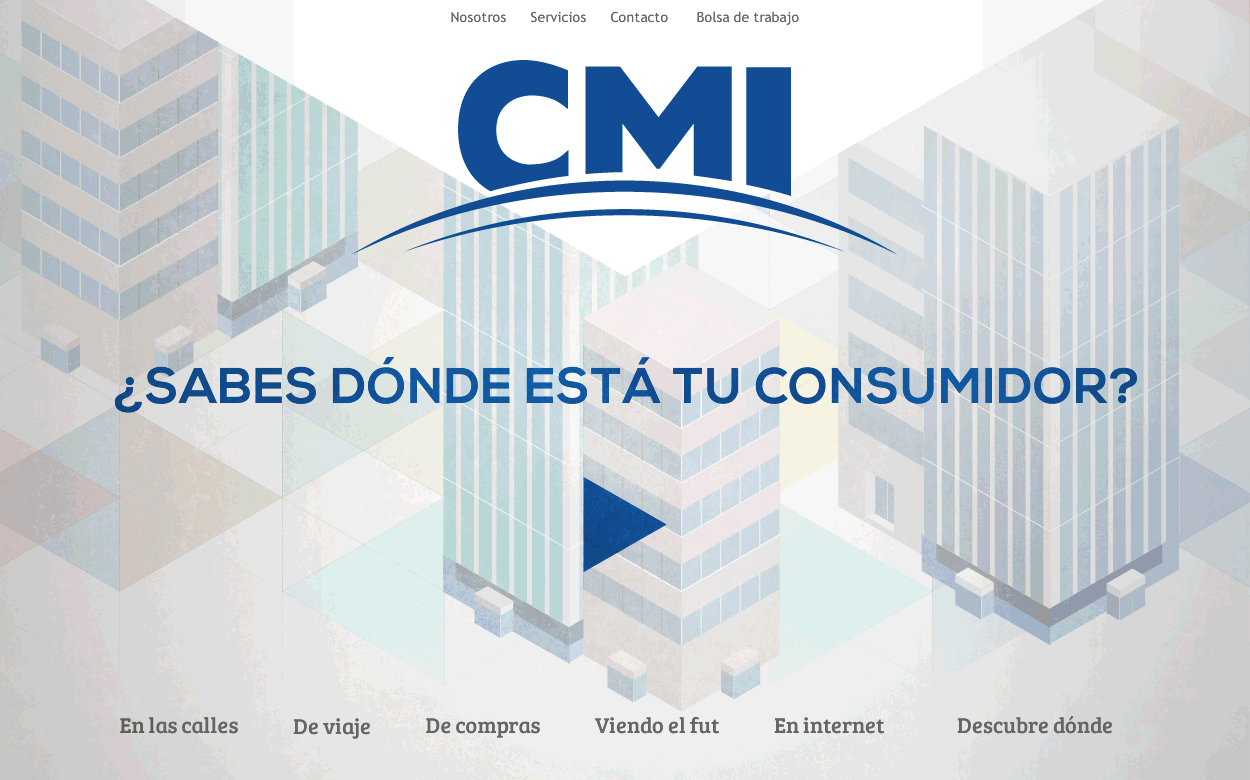 Nosotros Servicios Contacto Bolsa de trabajo
CMI
¿SABES DÓNDE ESTÁ TU CONSUMIDOR?
En las calles De viaje De compras Viendo el fut En internet Descubre dónde